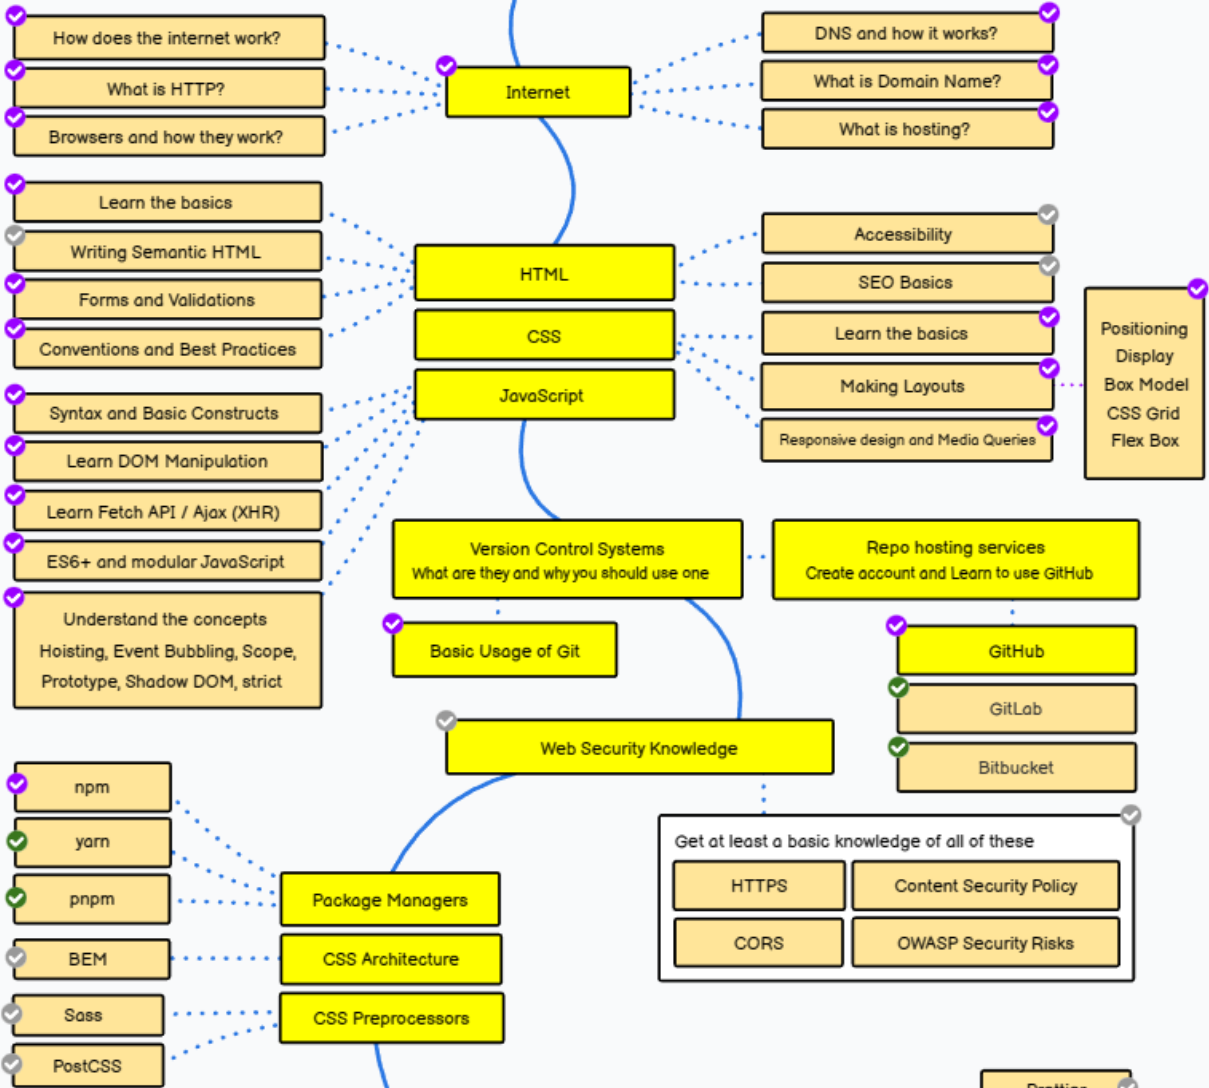 How does the internet work?
What is HTTP?
Browsers and how they work?
Internet
DNS and how it works?
What is Domain Name?
What is hosting?
Learn the basics
Writing Semantic HTML
Forms and Validations
Conventions and Best Practices
HTML
CSS
JavaScript
Accessibility
SEO Basics
Learn the basics
Making Layouts
Responsive design and Media Queries
Positioning
Display
Box Model
CSS Grid
Flex Box
Syntax and Basic Constructs
Learn DOM Manipulation
Learn Fetch API / Ajax (XHR)
ES6+ and modular JavaScript
Understand the concepts
Hoisting, Event Bubbling, Scope,
Prototype, Shadow DOM, strict
Version Control Systems
What are they and why you should use one
Repo hosting services
Create account and Learn to use GitHub
Basic Usage of Git
GitHub
GitLab
Bitbucket
Web Security Knowledge
Get at least a basic knowledge of all of these
HTTPS
Content Security Policy
CORS
OWASP Security Risks
npm
yarn
pnpm
BEM
Sass
PostCSS
Package Managers
CSS Architecture
CSS Preprocessors